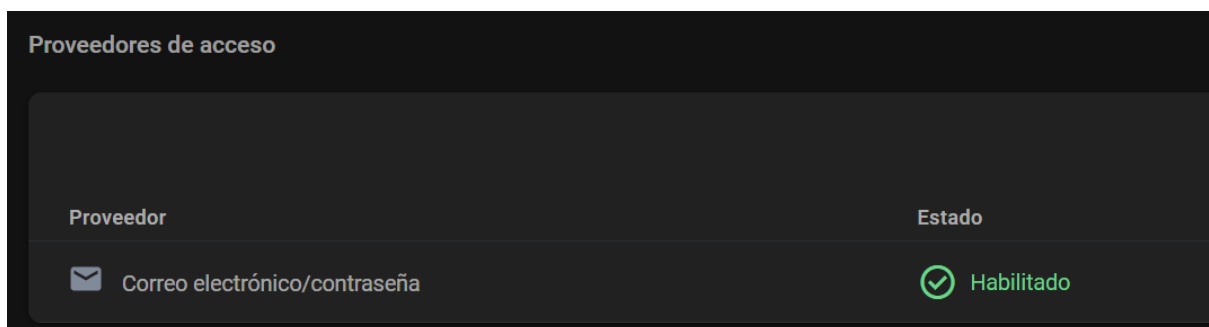 Proveedores de acceso
Proveedor Estado
Correo electrónico/contraseña Habilitado